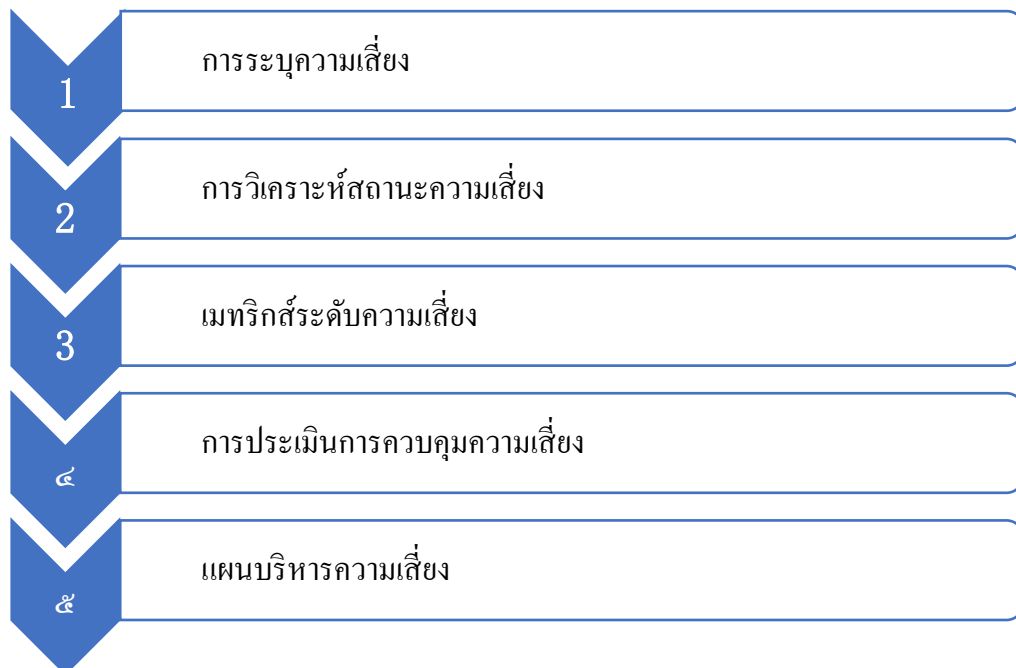 1
การระบุความเสี่ยง
2
การวิเคราะห์สถานะความเสี่ยง
3
เมทริกส์ระดับความเสี่ยง
๔
การประเมินการควบคุมความเสี่ยง
๕
แผนบริหารความเสี่ยง